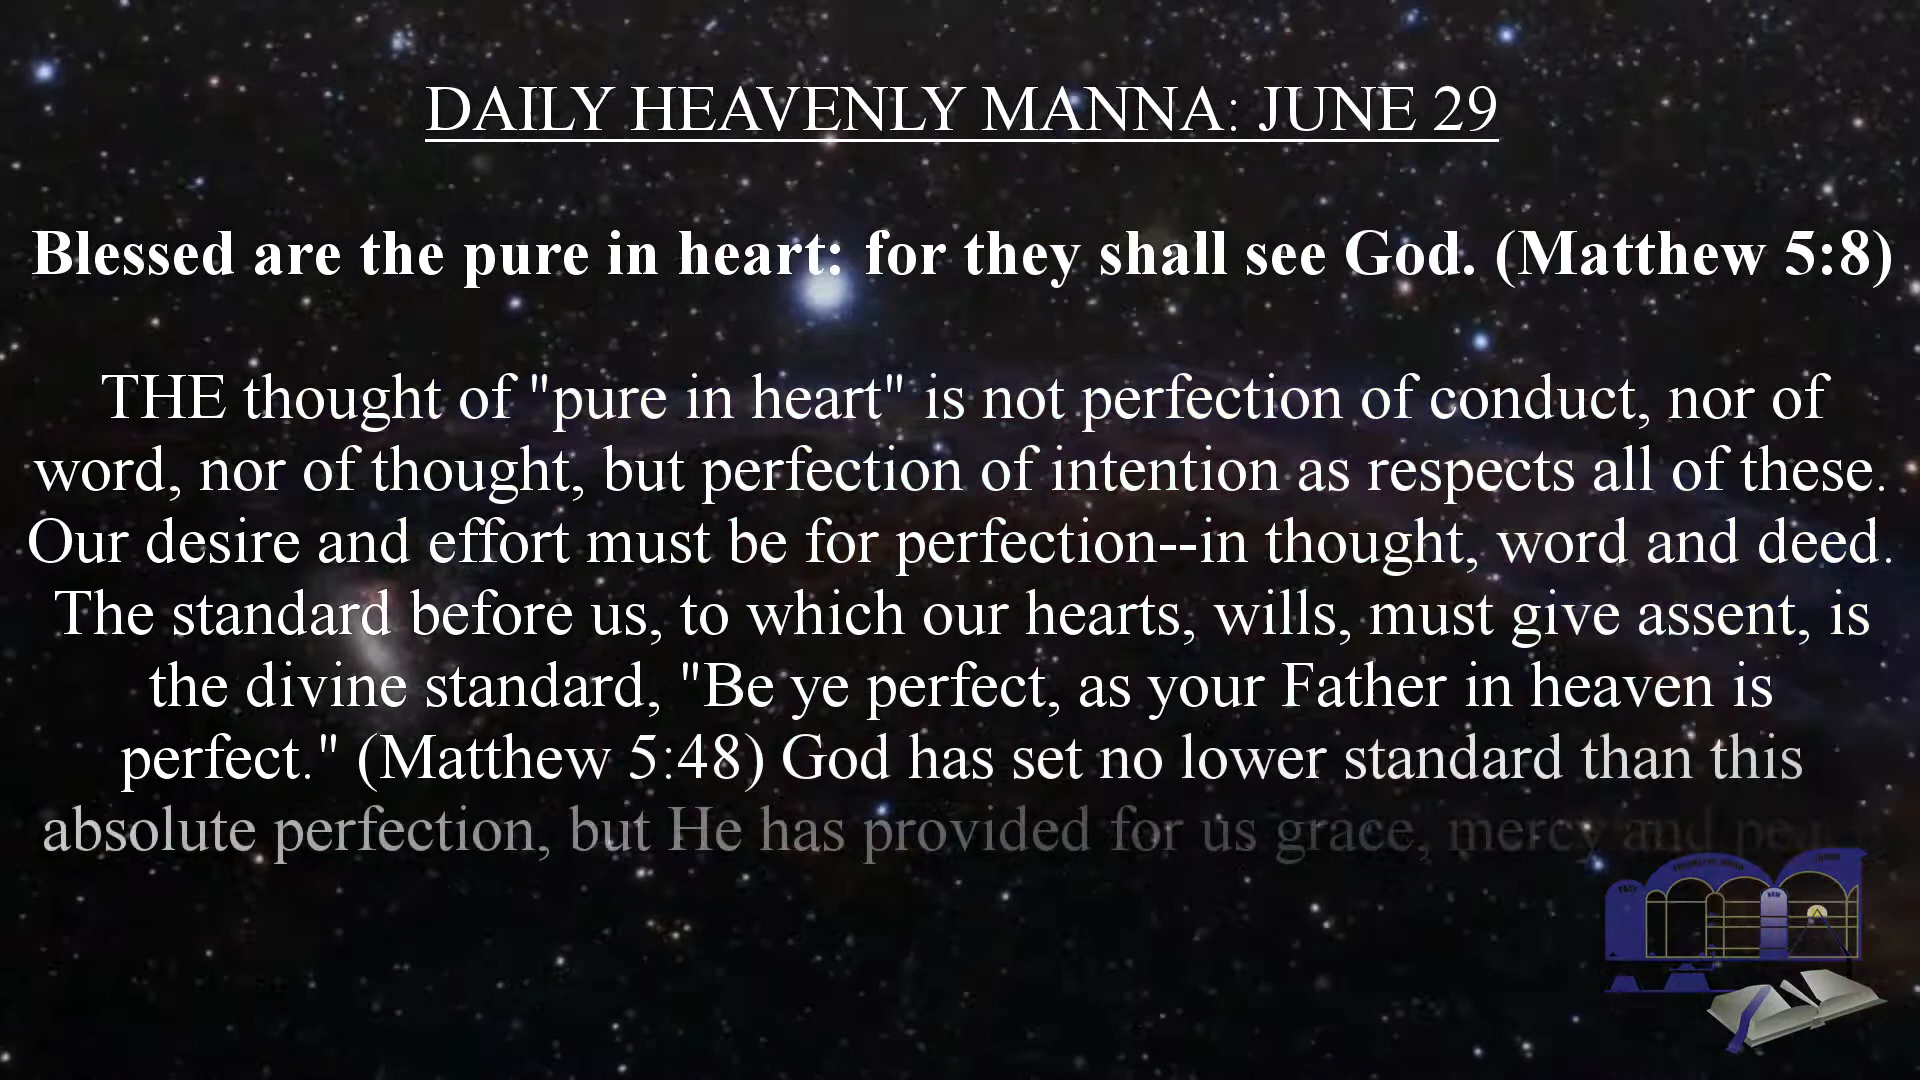 DAILY HEAVENLY MANNA: JUNE 29
Blessed are the pure in heart: for they shall see God. (Matthew 5:8)
THE thought of "pure in heart" is not perfection of conduct, nor of
word, nor of thought, but perfection of intention as respects all of these.
Our desire and effort must be for perfection--in thought, word and deed.
The standard before us, to which our hearts, wills, must give assent, is
the divine standard, "Be ye perfect, as your Father in heaven is
perfect." (Matthew 5:48) God has set no lower standard than this
absolute perfection, but He has provided for us grace, mercy and